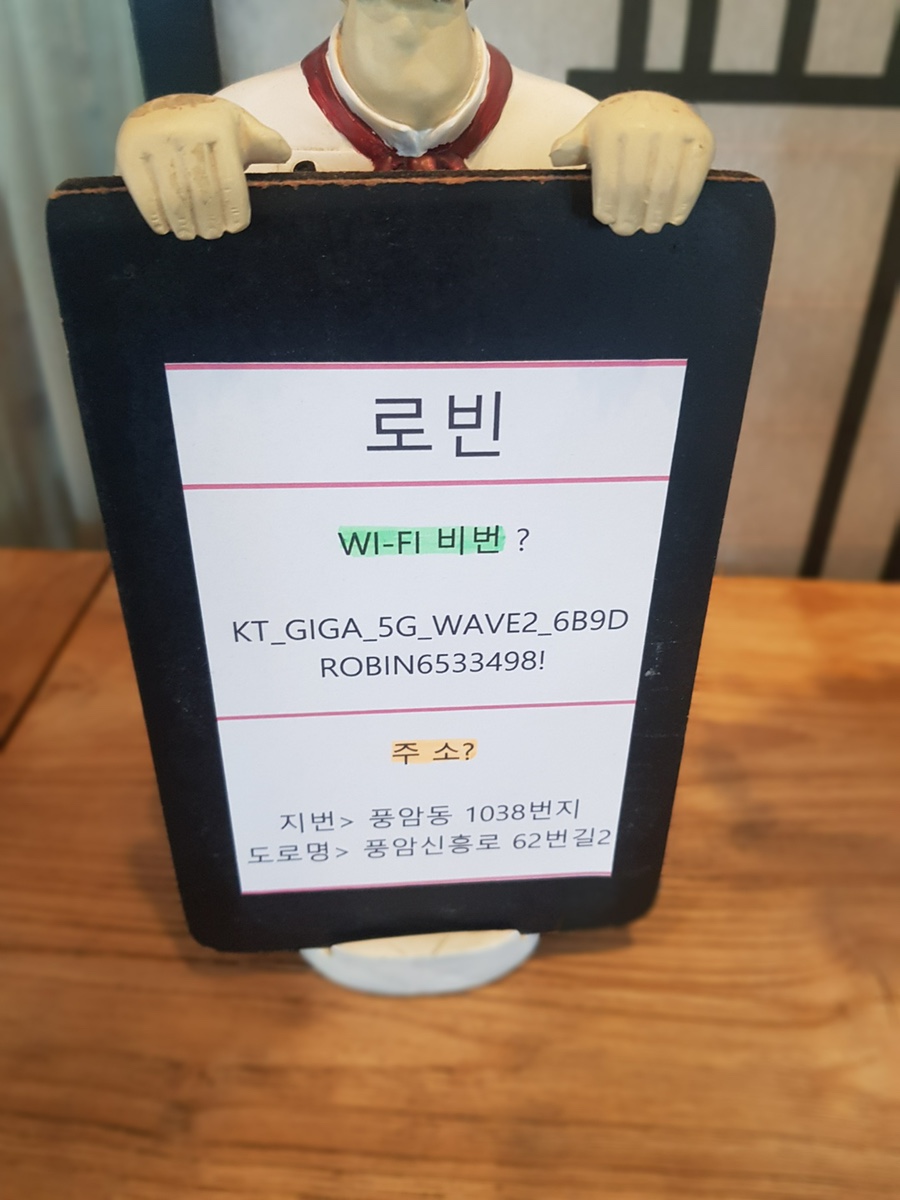 로빈
WI-FI 비번 ?
KT_GIGA_5G_WAVE2_6B9D
ROBIN6533498!
주 소?
지번> 풍암동 1038번지
도로명> 풍암신흥로 62번길2